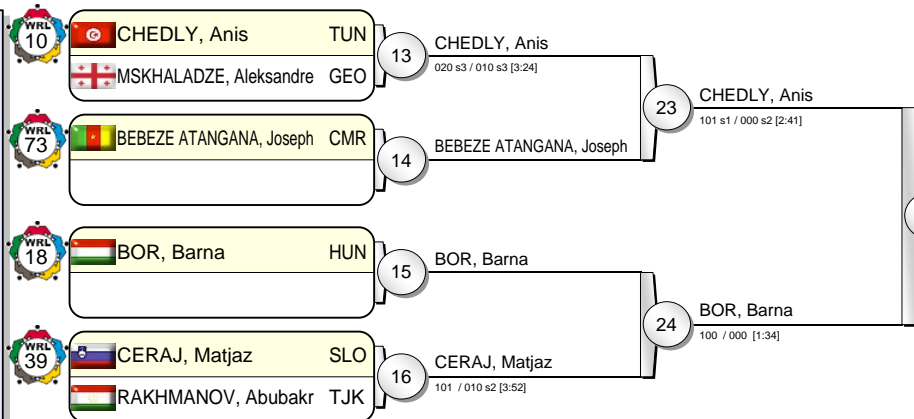 WRL
10
CHEDLY, Anis TUN
MSKHALADZE, Aleksandre GEO
13
CHEDLY, Anis
020 s3 / 010 s3 [3:24]
WRL
73
BEBEZE ATANGANA, Joseph CMR
14
BEBEZE ATANGANA, Joseph
23
CHEDLY, Anis
101 s1 / 000 s2 [2:41]
WRL
18
BOR, Barna HUN
15
BOR, Barna
WRL
39
CERAJ, Matjaz SLO
RAKHMANOV, Abubakr TJK
16
CERAJ, Matjaz
101 / 010 s2 [3:52]
24
BOR, Barna
100 / 000 [1:34]